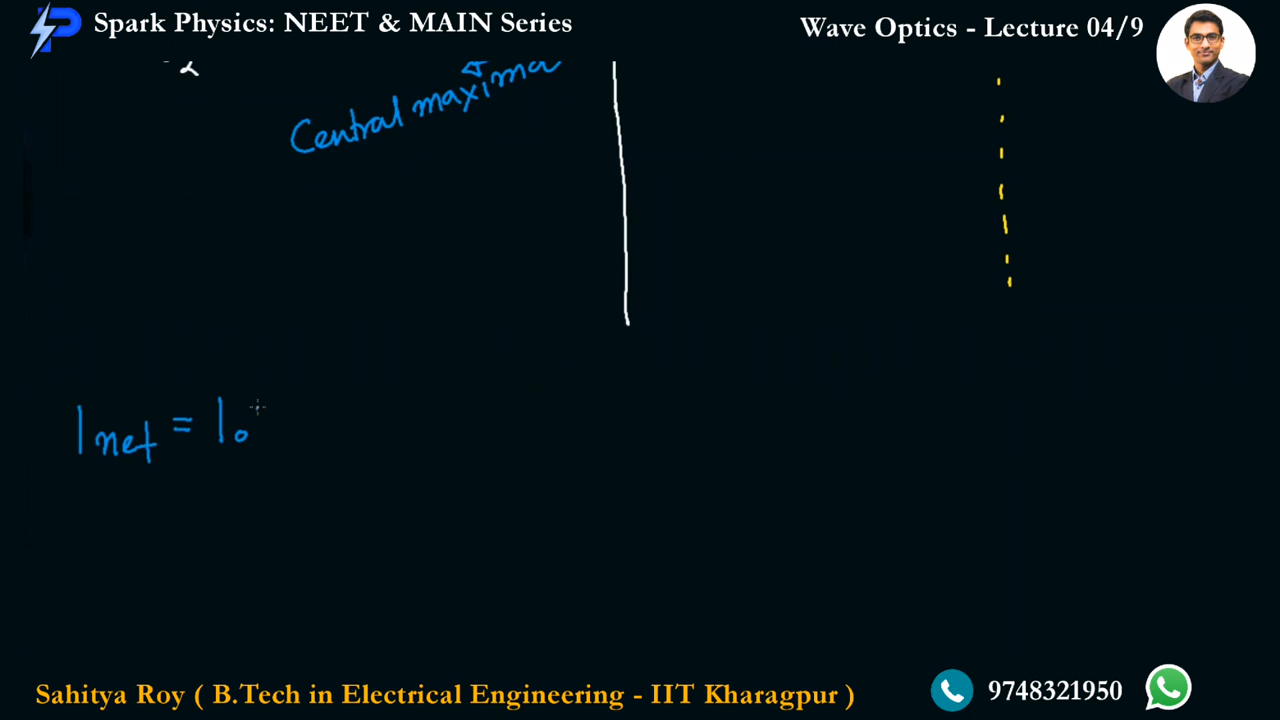 Spark Physics: NEET & MAIN Series
Wave Optics - Lecture 04/9
Central maxima
I net = I₀
Sahitya Roy ( B.Tech in Electrical Engineering - IIT Kharagpur )
9748321950